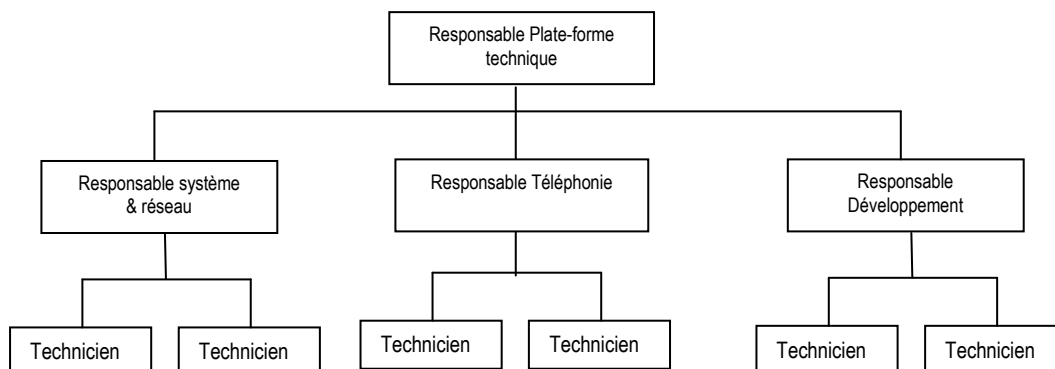 Responsable Plate-forme
technique
Responsable système
& réseau
Responsable Téléphonie
Responsable
Développement
Technicien
Technicien
Technicien
Technicien
Technicien
Technicien